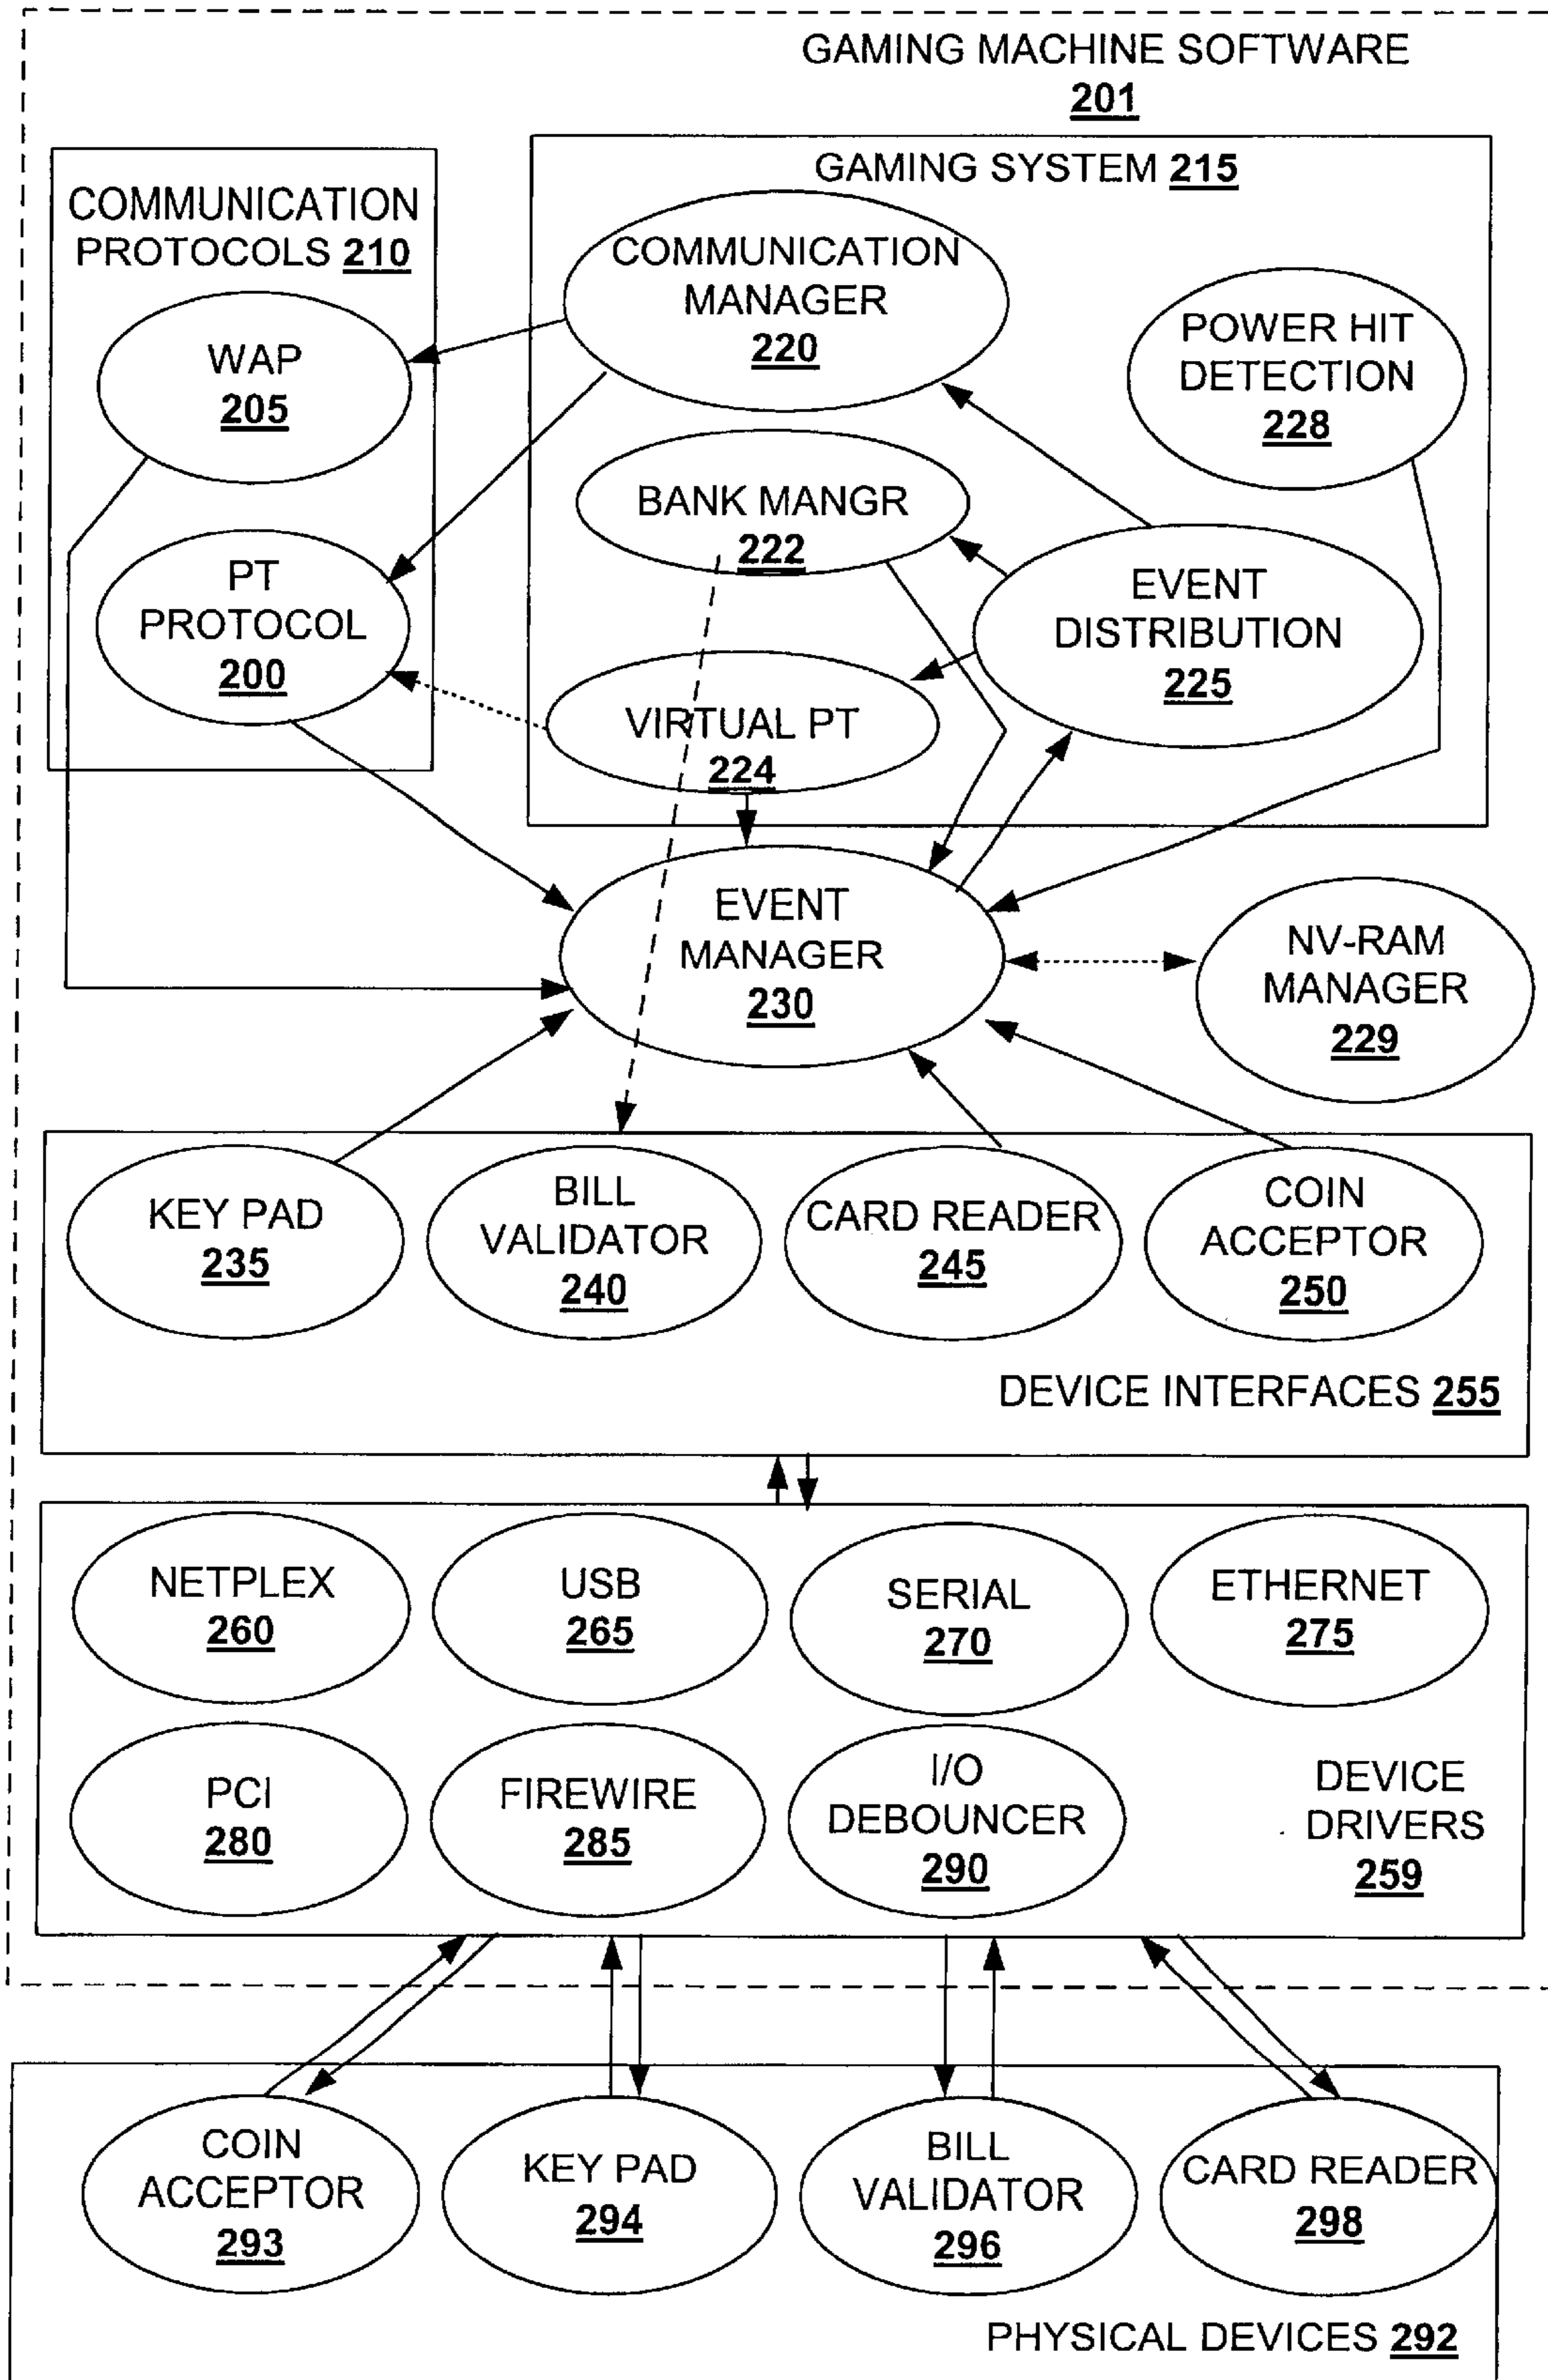 GAMING MACHINE SOFTWARE
201
COMMUNICATION
PROTOCOLS 210
WAP
205
PT
PROTOCOL
200
GAMING SYSTEM 215
COMMUNICATION
MANAGER
220
POWER HIT
DETECTION
228
BANK MANGR
222
EVENT
DISTRIBUTION
225
VIRTUAL PT
224
EVENT
MANAGER
230
NV-RAM
MANAGER
229
KEY PAD
235
BILL
VALIDATOR
240
CARD READER
245
COIN
ACCEPTOR
250
DEVICE INTERFACES 255
NETPLEX
260
USB
265
SERIAL
270
ETHERNET
275
PCI
280
FIREWIRE
285
I/O
DEBOUNCER
290
DEVICE
DRIVERS
259
COIN
ACCEPTOR
293
KEY PAD
294
BILL
VALIDATOR
296
CARD READER
298
PHYSICAL DEVICES 292